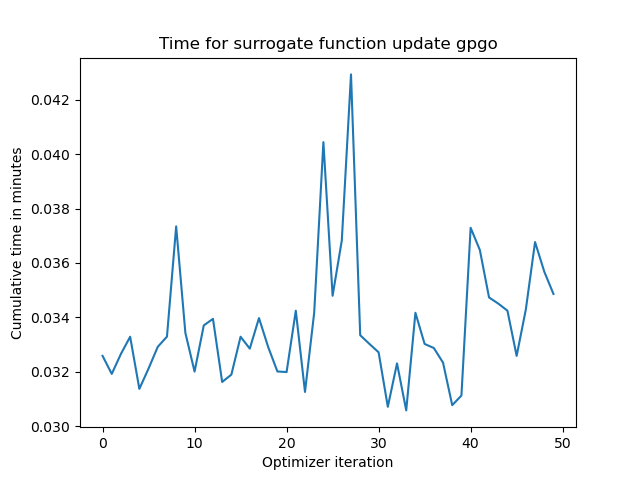 Time for surrogate function update gpgo
Cumulative time in minutes
0.042
0.040
0.038
0.036
0.034
0.032
0.030
0 10 20 30 40 50
Optimizer iteration